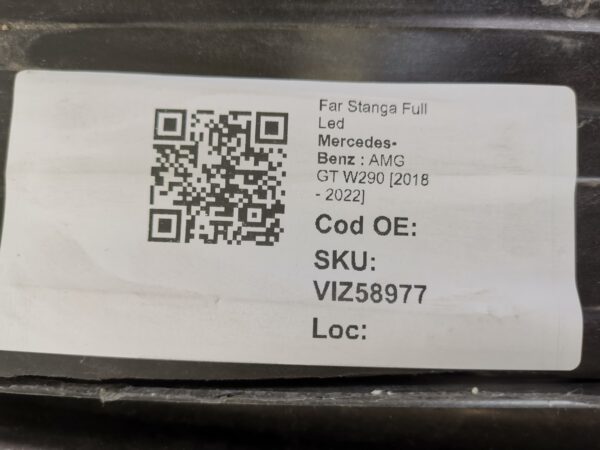 Far Stanga Full
Led
Mercedes-
Benz : AMG
GT W290 [2018
- 2022]
Cod OE:
SKU:
VIZ58977
Loc: